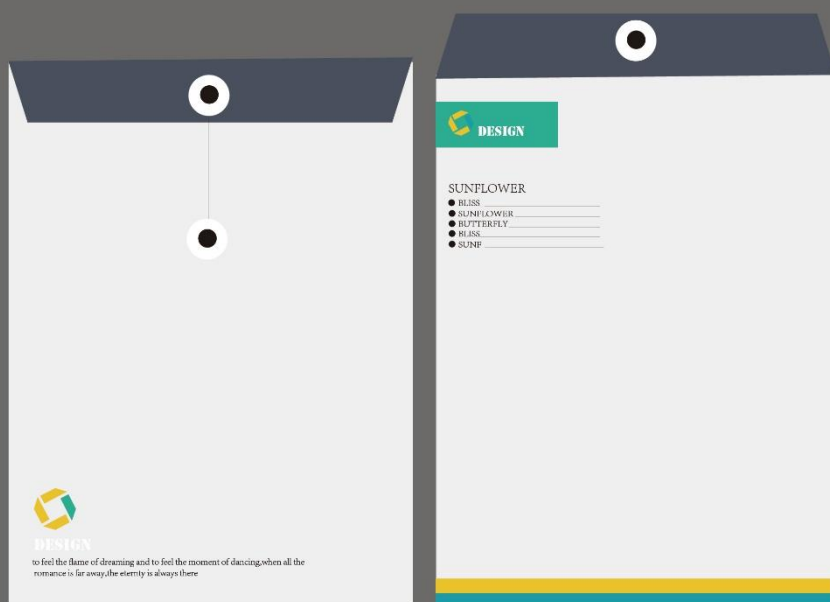 DESIGN
to feel the flame of dreaming and to feel the moment of dancing,when all the
romance is far away,the eternty is always there
DESIGN
SUNFLOWER
BLISS
SUNFLOWER
BUTTERFLY
BLISS
SUNF